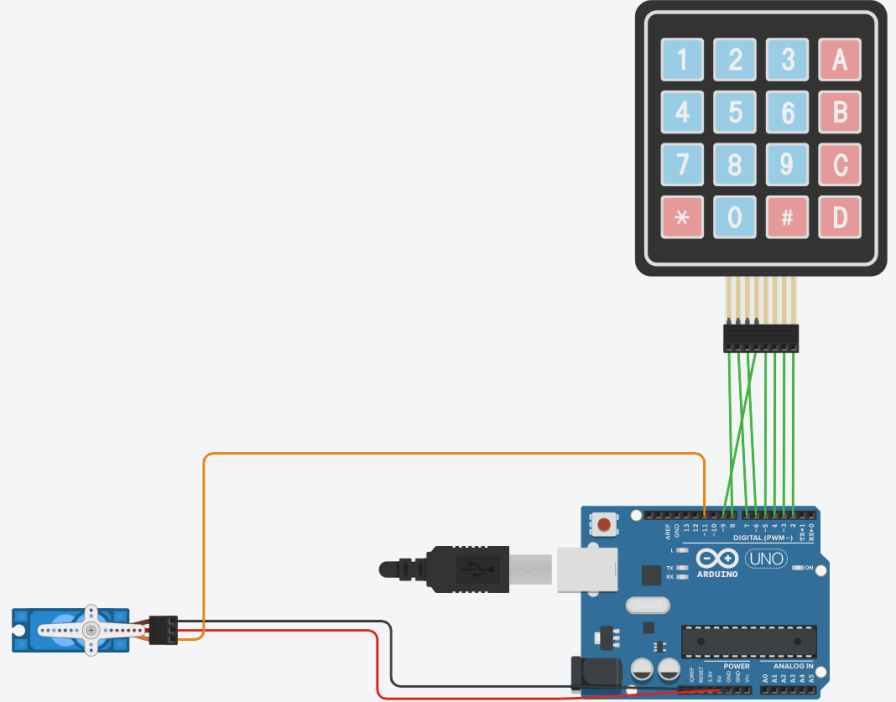 1 2 3 A
4 5 6 B
7 8 9 C
* 0 # D
AREF
GND
13
12
~11
~10
~9
8
7
~6
~5
4
~3
2
TX→1
RX←0
DIGITAL (PWM~)
L
TX
RX
ARDUINO
UNO
ON
POWER
ANALOG IN
IOREF
RESET
3.3V
5V
GND
GND
Vin
A0
A1
A2
A3
A4
A5